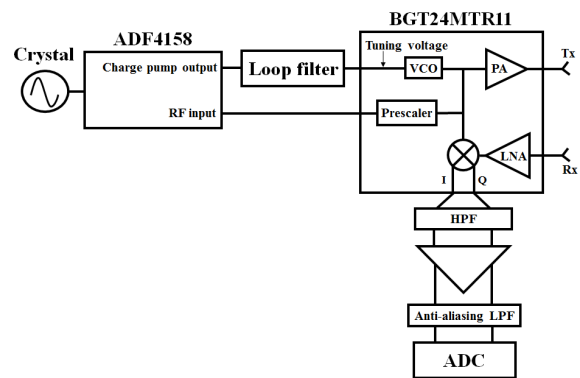 BGT24MTR11
ADF4158
Crystal
Charge pump output
RF input
Loop filter
Tuning voltage
VCO
PA
Tx
Prescaler
LNA
Rx
I
Q
HPF
Anti-aliasing LPF
ADC